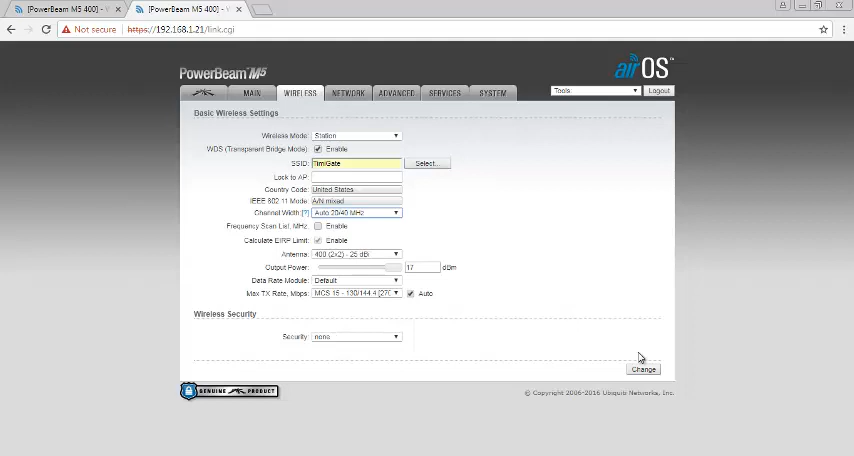 [PowerBeam M5 400] - W
[PowerBeam M5 400] - W
Not secure https://192.168.1.21/link.cgi
PowerBeam M5
airOS™
MAIN WIRELESS NETWORK ADVANCED SERVICES SYSTEM Tools: Logout
Basic Wireless Settings
Wireless Mode: Station
WDS (Transparent Bridge Mode): Enable
SSID: TimiGate Select...
Lock to AP:
Country Code: United States
IEEE 802.11 Mode: A/N mixed
Channel Width:[?] Auto 20/40 MHz
Frequency Scan List, MHz: Enable
Calculate EIRP Limit: Enable
Antenna: 400 (2x2) - 25 dBi
Output Power: 17 dBm
Data Rate Module: Default
Max TX Rate, Mbps: MCS 15 - 130/144.4 [270 Auto
Wireless Security
Security: none
Change
GENUINE PRODUCT
© Copyright 2006-2016 Ubiquiti Networks, Inc.